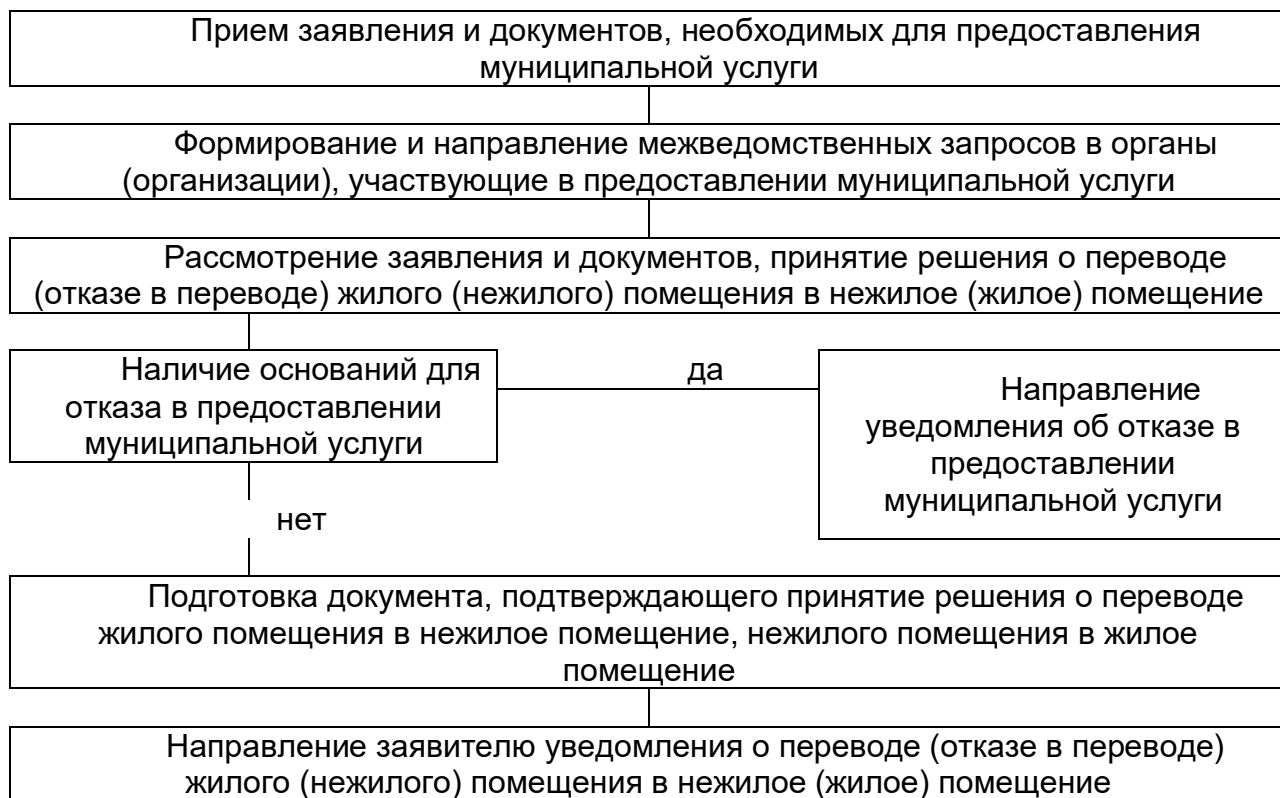 Прием заявления и документов, необходимых для предоставления
муниципальной услуги
Формирование и направление межведомственных запросов в органы
(организации), участвующие в предоставлении муниципальной услуги
Рассмотрение заявления и документов, принятие решения о переводе
(отказе в переводе) жилого (нежилого) помещения в нежилое (жилое) помещение
Наличие оснований для
отказа в предоставлении
муниципальной услуги
да
Направление
уведомления об отказе в
предоставлении
муниципальной услуги
нет
Подготовка документа, подтверждающего принятие решения о переводе
жилого помещения в нежилое помещение, нежилого помещения в жилое
помещение
Направление заявителю уведомления о переводе (отказе в переводе)
жилого (нежилого) помещения в нежилое (жилое) помещение